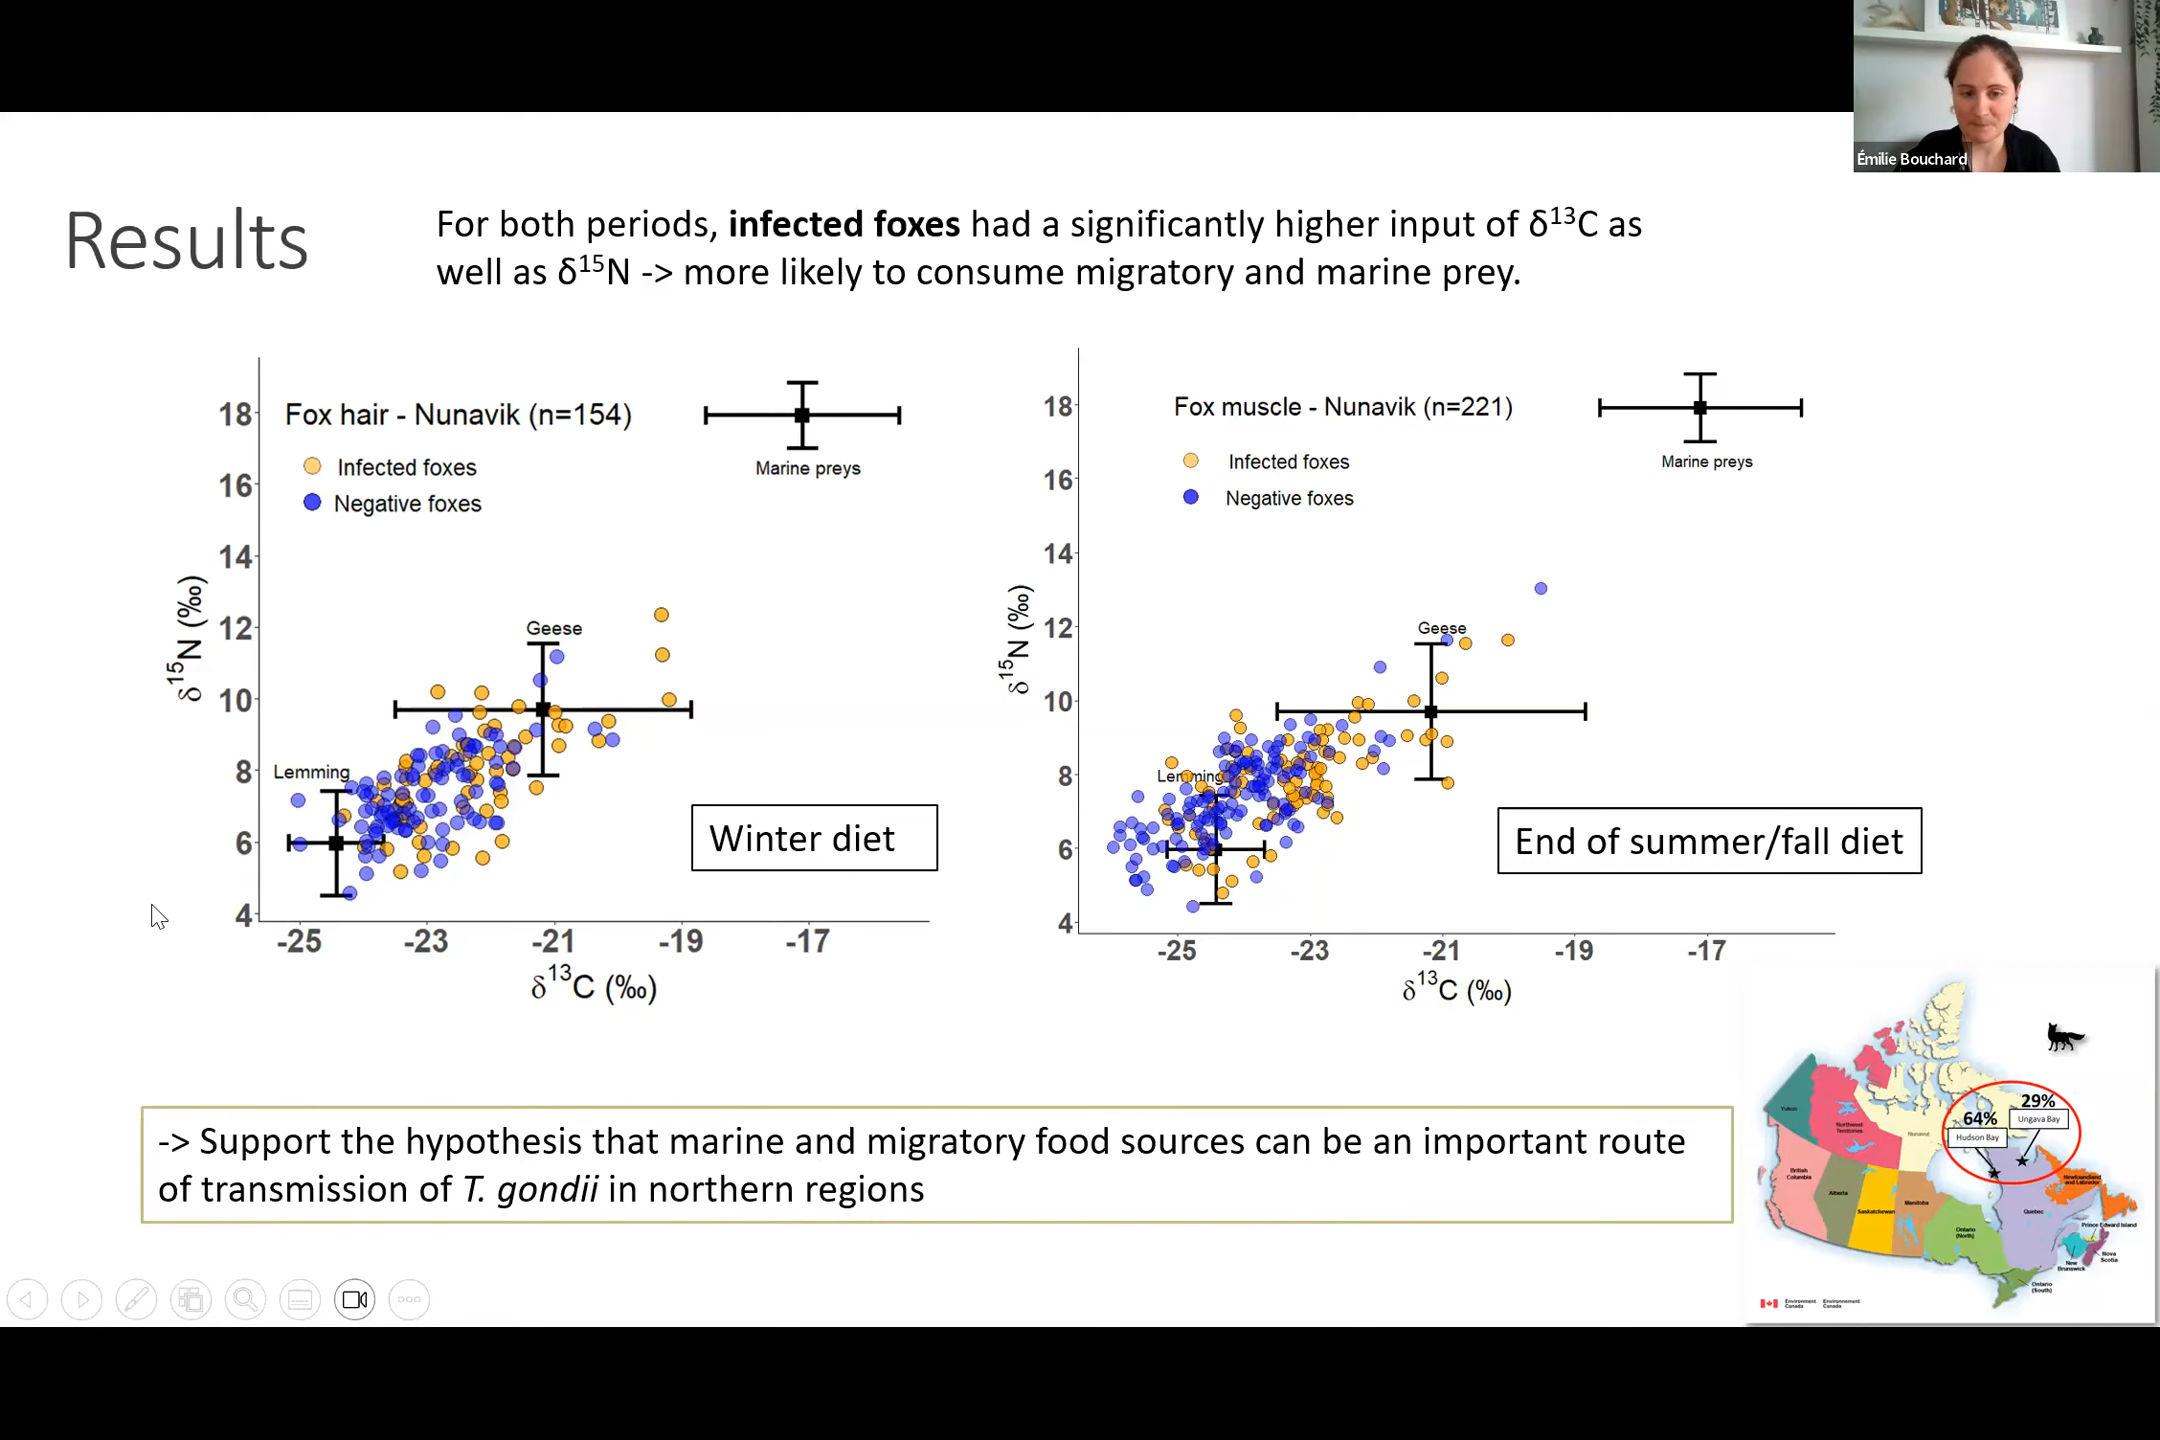 Émilie Bouchard
Results
For both periods, infected foxes had a significantly higher input of δ¹³C as
well as δ¹⁵N -> more likely to consume migratory and marine prey.
Fox hair - Nunavik (n=154)
Infected foxes
Negative foxes
Marine preys
Geese
Lemming
Winter diet
18
16
14
12
10
8
6
4
δ¹⁵N (‰)
-25 -23 -21 -19 -17
δ¹³C (‰)
Fox muscle - Nunavik (n=221)
Infected foxes
Negative foxes
Marine preys
Geese
Lemming
End of summer/fall diet
18
16
14
12
10
8
6
4
δ¹⁵N (‰)
-25 -23 -21 -19 -17
δ¹³C (‰)
-> Support the hypothesis that marine and migratory food sources can be an important route
of transmission of T. gondii in northern regions
29%
Ungava Bay
64%
Hudson Bay
Yukon
Northwest
Territories
Nunavut
British
Columbia
Alberta
Saskatchewan
Manitoba
Ontario
(North)
Quebec
Newfoundland
and Labrador
Prince Edward Island
Nova
Scotia
New
Brunswick
Ontario
(South)
Environment
Canada
Environnement
Canada